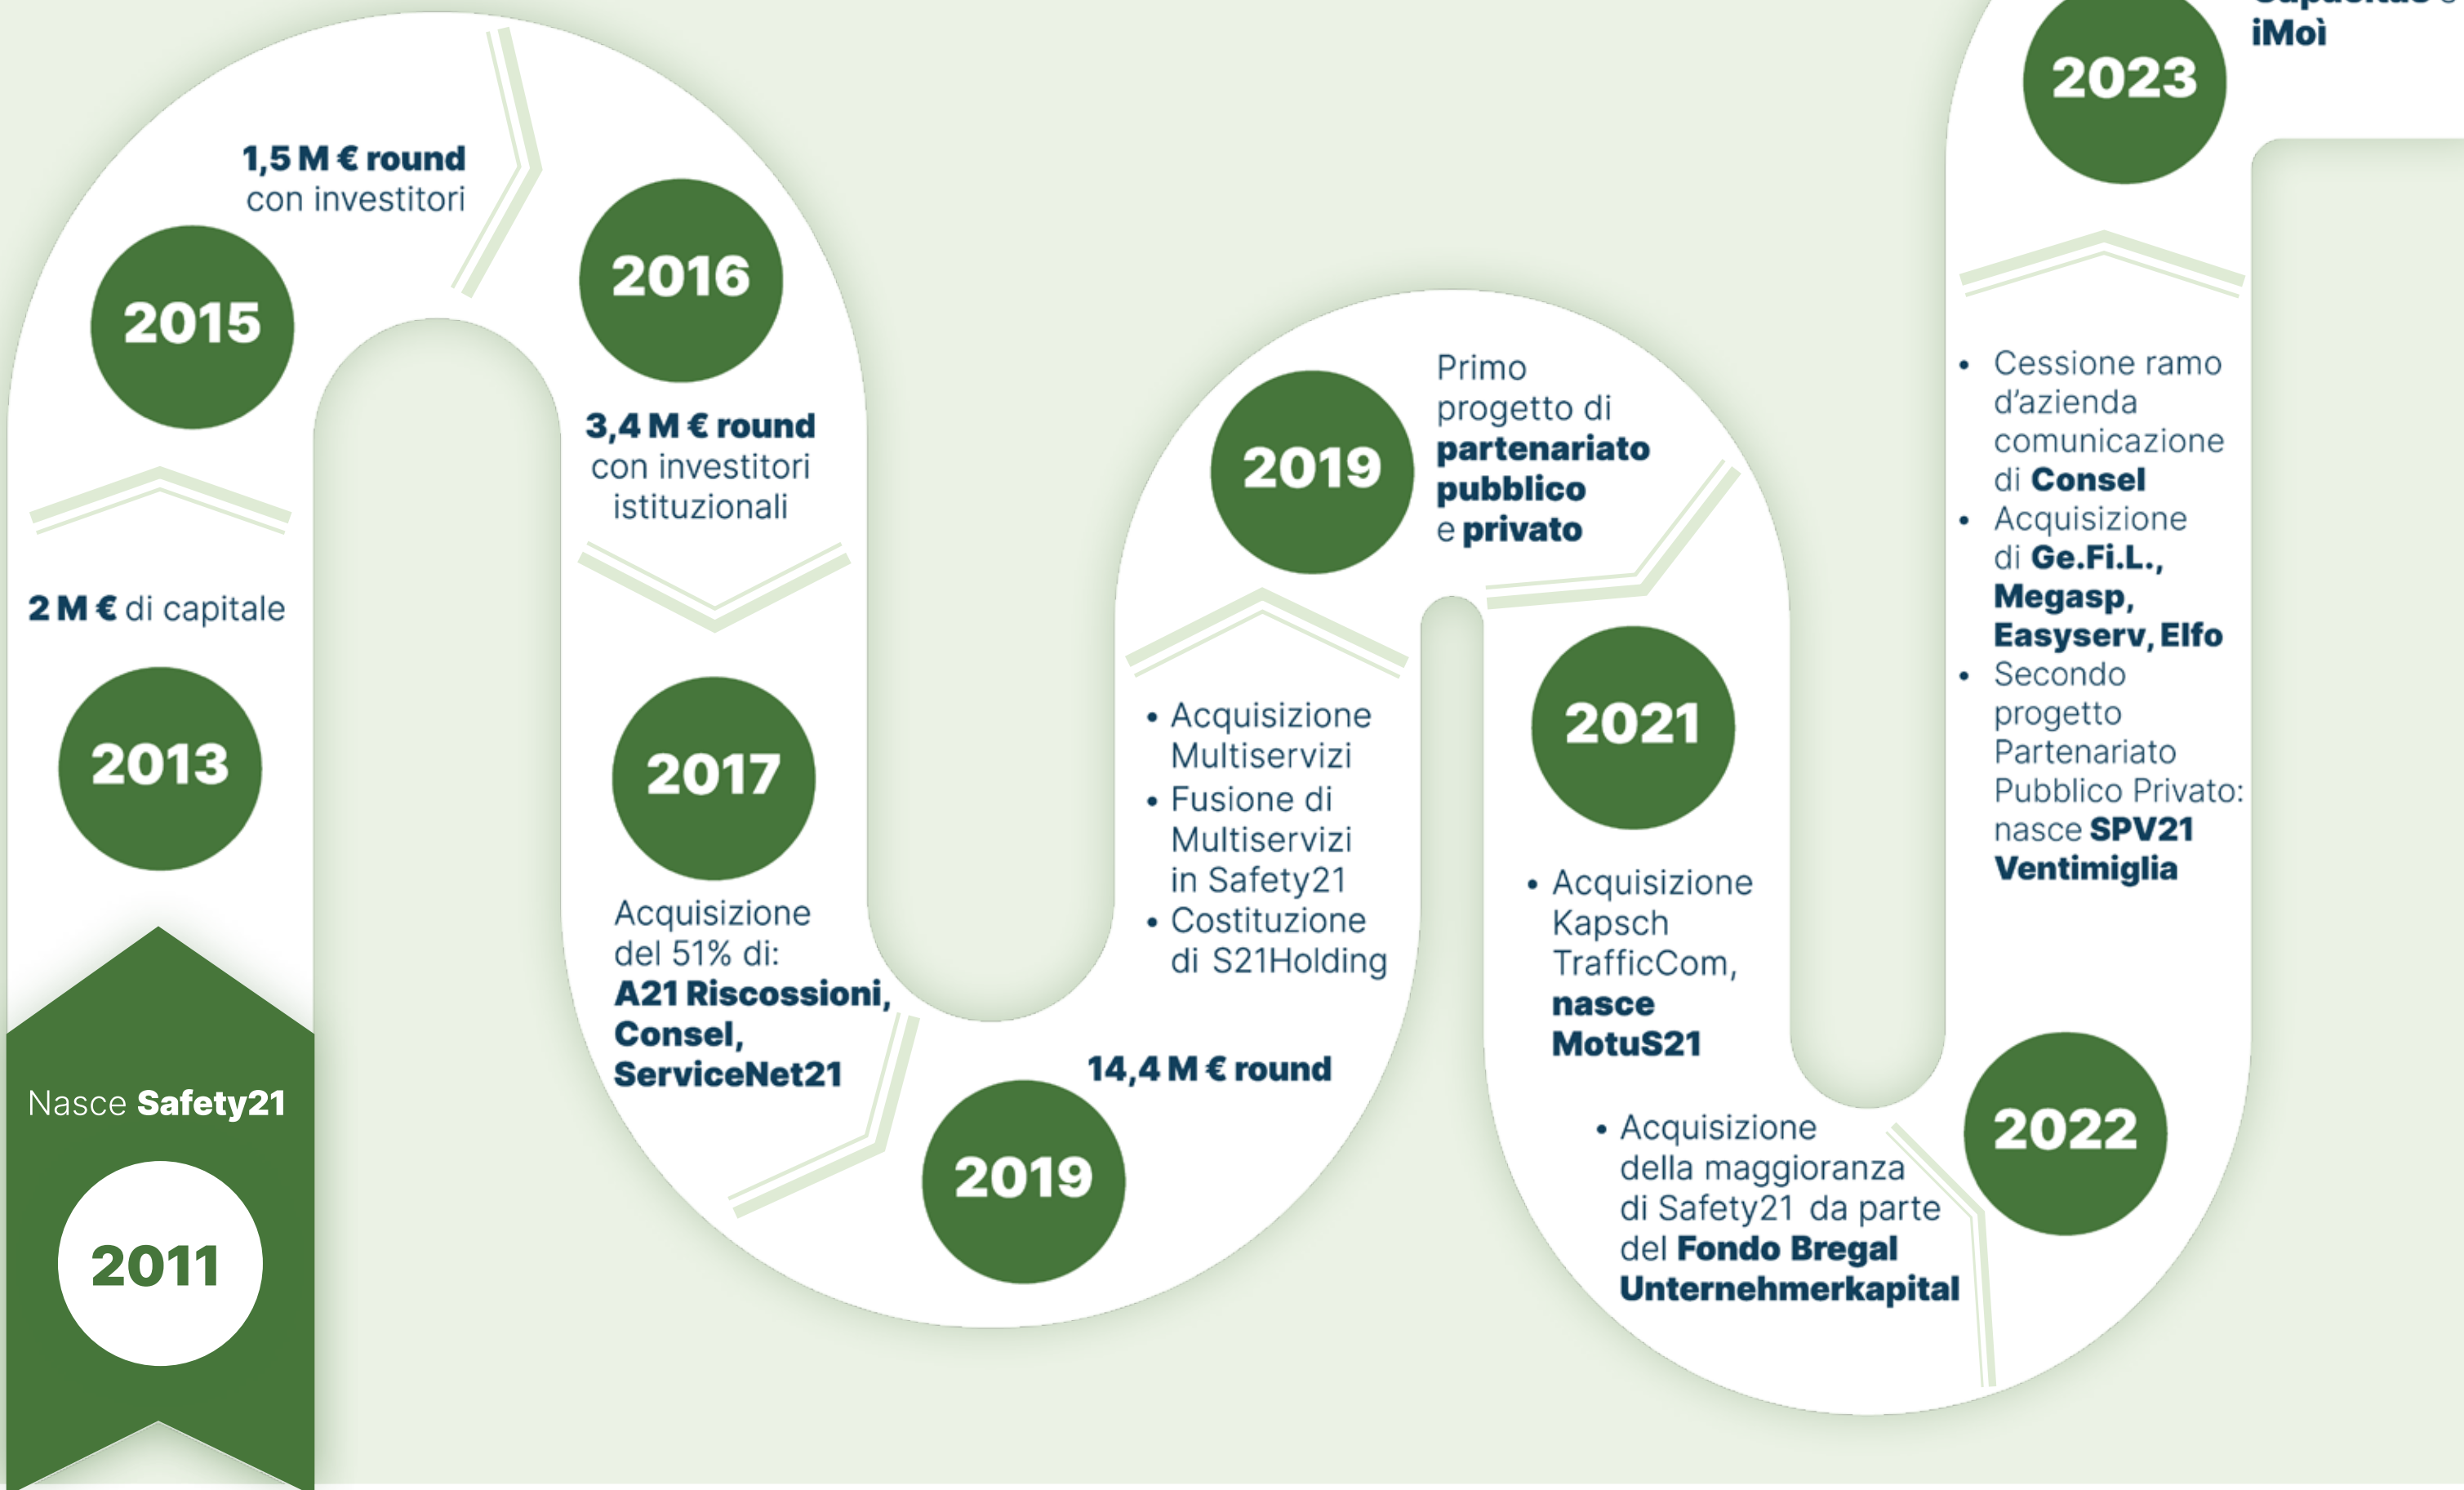 Nasce Safety21
2011
2013
2 M € di capitale
2015
1,5 M € round
con investitori
2016
3,4 M € round
con investitori
istituzionali
2017
Acquisizione
del 51% di:
A21 Riscossioni,
Consel,
ServiceNet21
2019
14,4 M € round
• Acquisizione
Multiservizi
• Fusione di
Multiservizi
in Safety21
• Costituzione
di S21Holding
2019
Primo
progetto di
partenariato
pubblico
e privato
2021
• Acquisizione
Kapsch
TrafficCom,
nasce
MotuS21
• Acquisizione
della maggioranza
di Safety21 da parte
del Fondo Bregal
Unternehmerkapital
2022
• Cessione ramo
d’azienda
comunicazione
di Consel
• Acquisizione
di Ge.Fi.L.,
Megasp,
Easyserv, Elfo
• Secondo
progetto
Partenariato
Pubblico Privato:
nasce SPV21
Ventimiglia
2023
iMoì